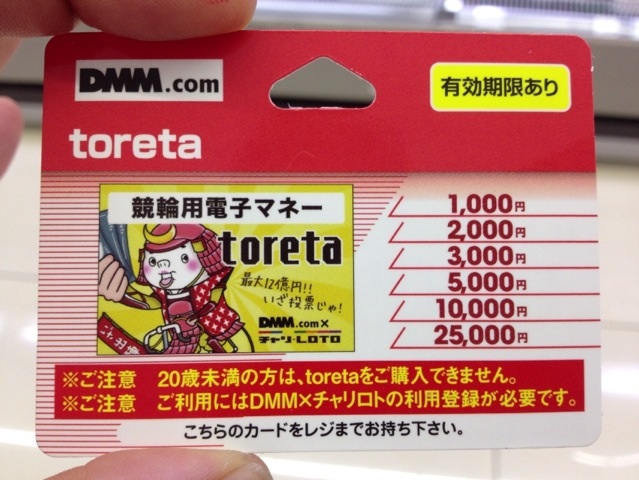 DMM.com
有効期限あり
toreta
競輪用電子マネー
toreta
最大12億円!!
いざ投票じゃ!
DMM.com×
チャリ・LOTO
1,000円
2,000円
3,000円
5,000円
10,000円
25,000円
※ご注意 20歳未満の方は、toretaをご購入できません。
※ご注意 ご利用にはDMM×チャリロトの利用登録が必要です。
こちらのカードをレジまでお持ち下さい。